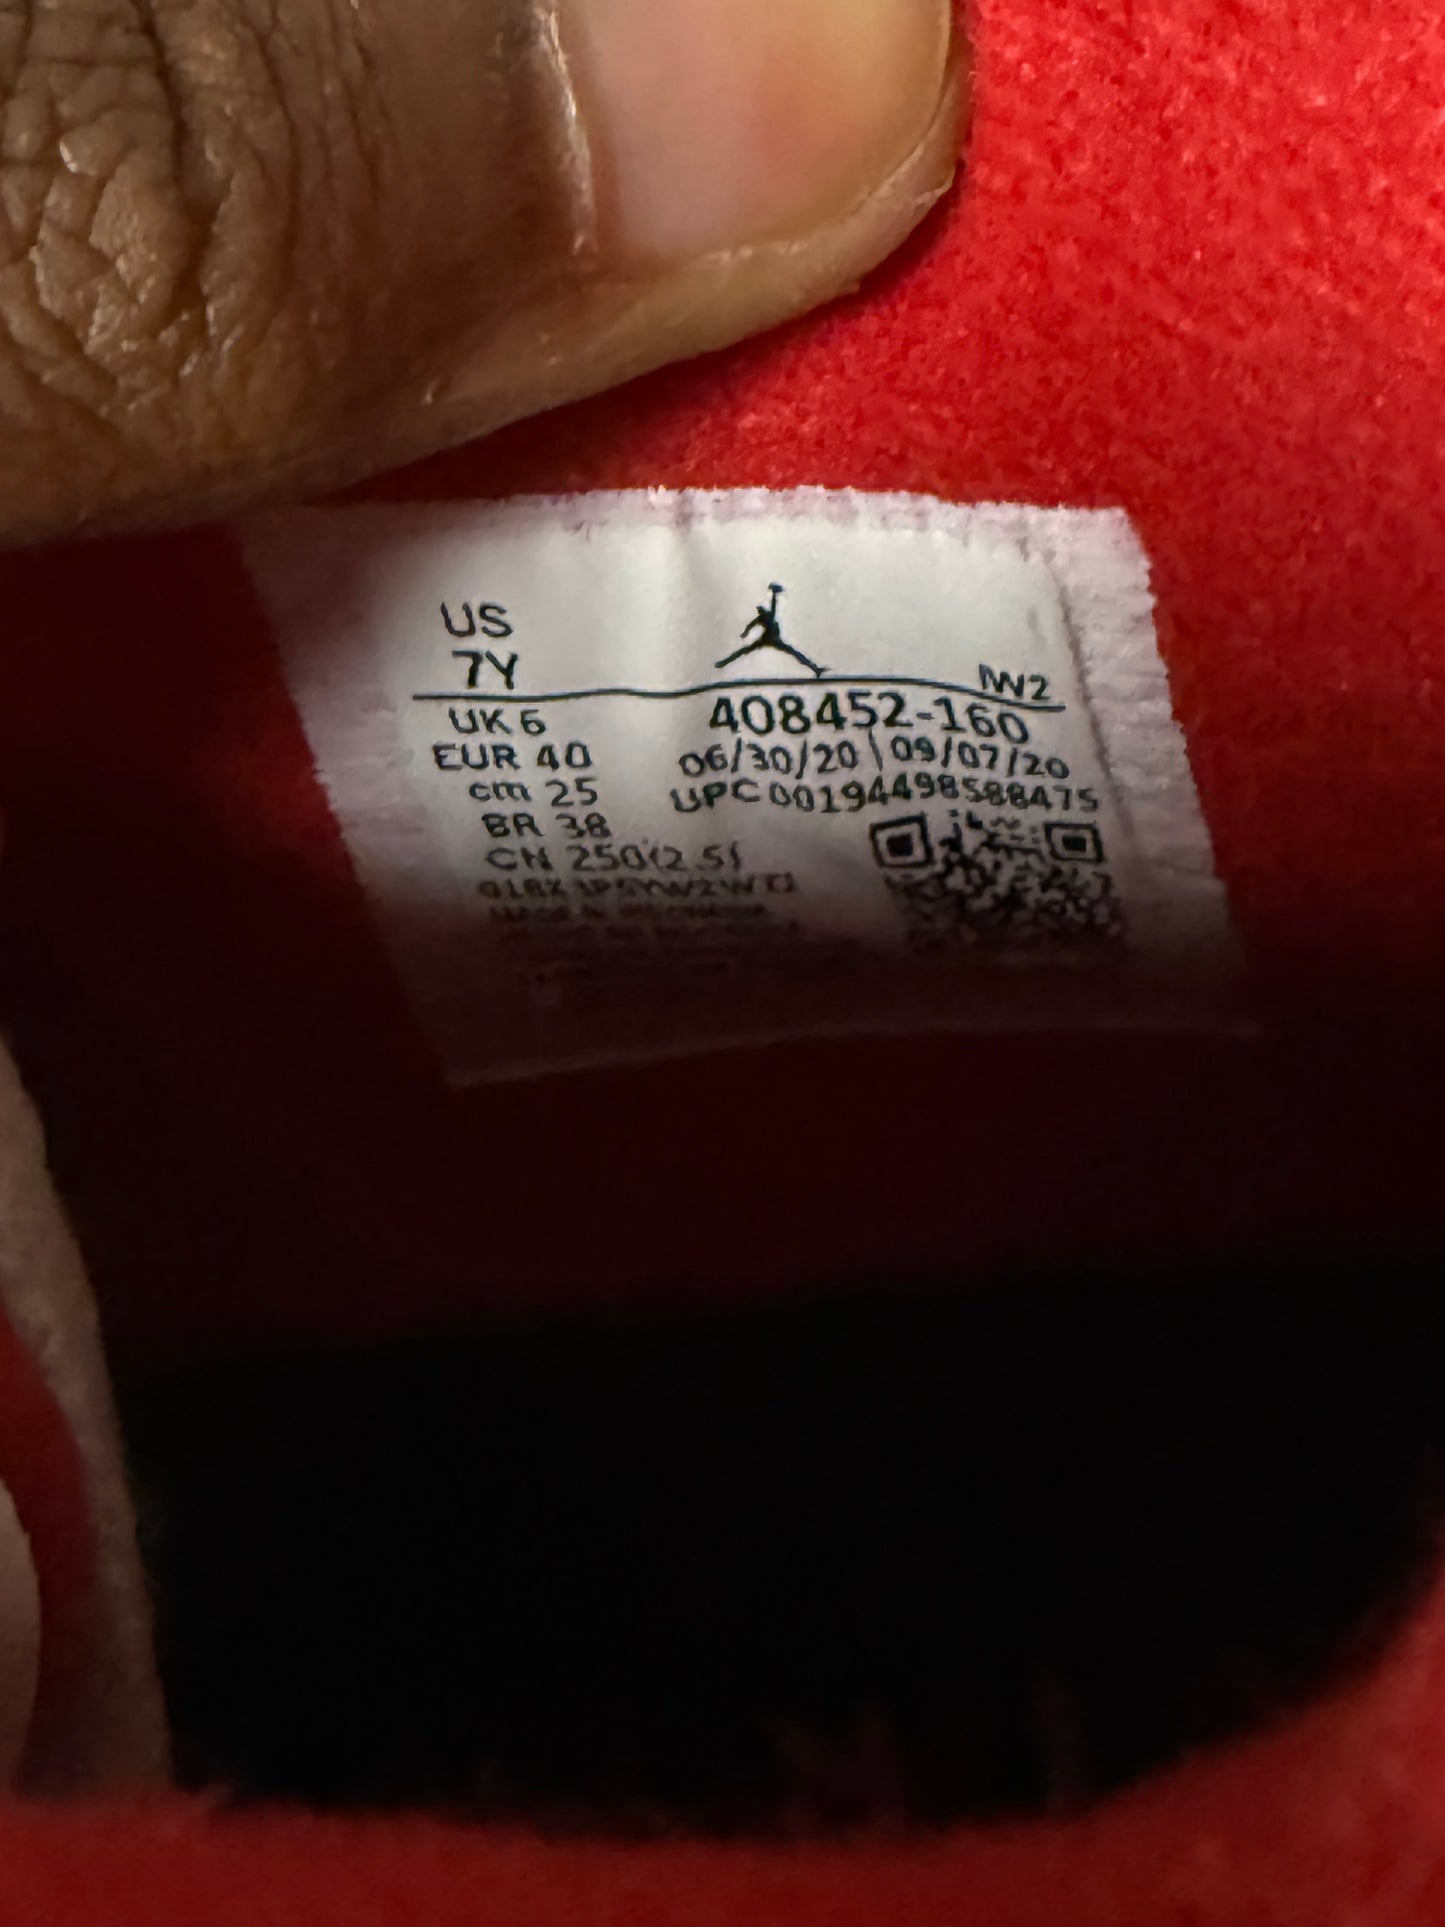 US
7Y
UK 6
EUR 40
cm 25
BR 38
CN 250(2.5)
408452-160
06/30/20 | 09/07/20
UPC 00194498588475